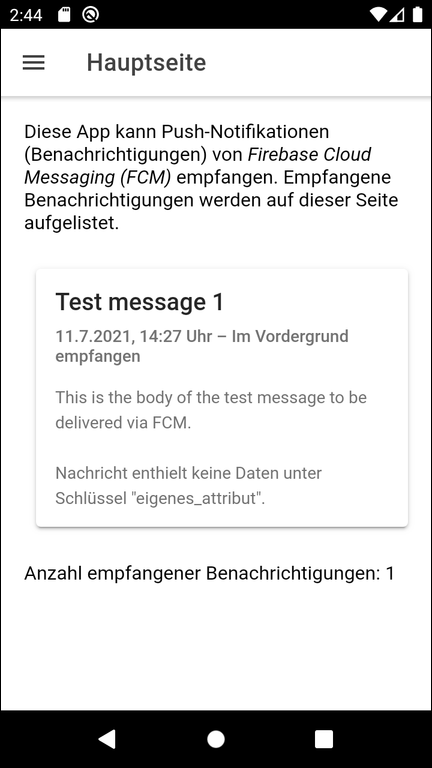 2:44
Hauptseite
Diese App kann Push-Notifikationen
(Benachrichtigungen) von Firebase Cloud
Messaging (FCM) empfangen. Empfangene
Benachrichtigungen werden auf dieser Seite
aufgelistet.
Test message 1
11.7.2021, 14:27 Uhr – Im Vordergrund
empfangen
This is the body of the test message to be
delivered via FCM.
Nachricht enthielt keine Daten unter
Schlüssel "eigenes_attribut".
Anzahl empfangener Benachrichtigungen: 1